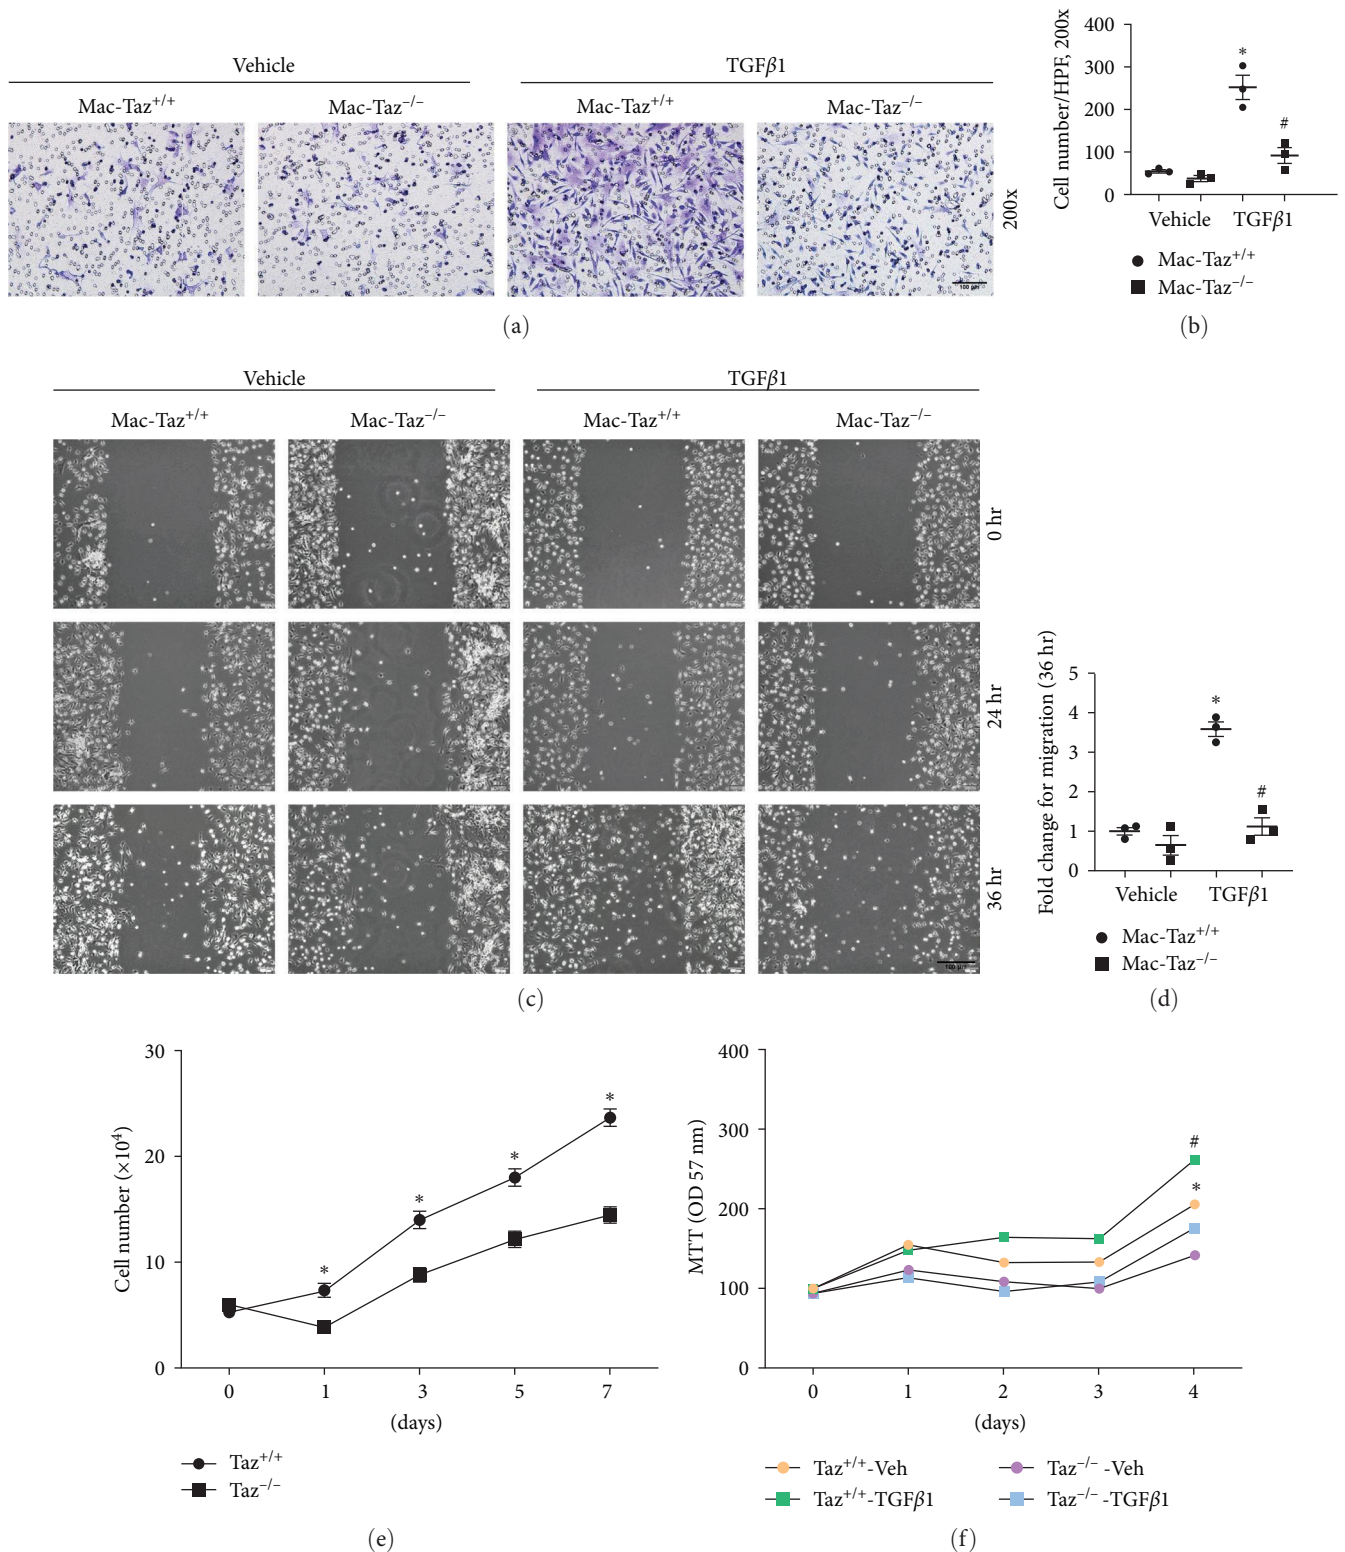 Vehicle
TGFβ1
Mac-Taz+/+
Mac-Taz−/−
Mac-Taz+/+
Mac-Taz−/−
200x
100 μm
(a)
Cell number/HPF, 200x
400
300
200
100
0
*
#
Vehicle
TGFβ1
Mac-Taz+/+
Mac-Taz−/−
(b)
Vehicle
TGFβ1
Mac-Taz+/+
Mac-Taz−/−
Mac-Taz+/+
Mac-Taz−/−
0 hr
24 hr
36 hr
100 μm
(c)
Fold change for migration (36 hr)
5
4
3
2
1
0
*
#
Vehicle
TGFβ1
Mac-Taz+/+
Mac-Taz−/−
(d)
Cell number (×10⁴)
30
20
10
0
*
*
*
*
0 1 3 5 7
(days)
Taz+/+
Taz−/−
(e)
MTT (OD 57 nm)
400
300
200
100
0
#
*
0 1 2 3 4
(days)
Taz+/+-Veh
Taz−/− -Veh
Taz+/+-TGFβ1
Taz−/− -TGFβ1
(f)